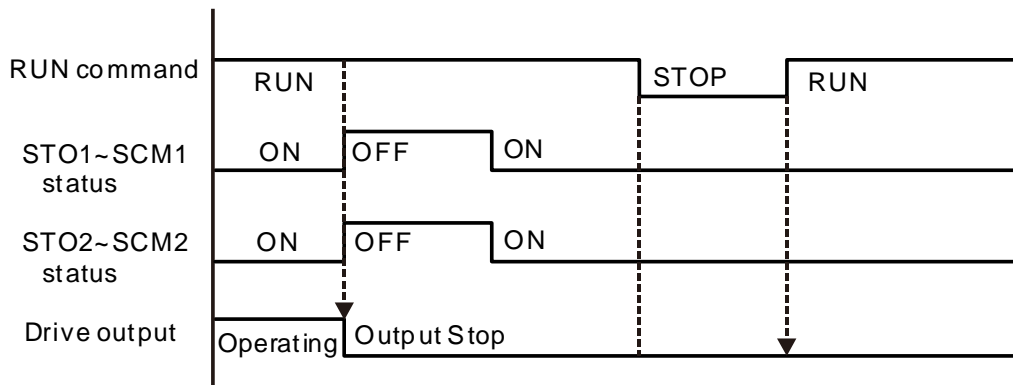 RUN command
RUN
STOP
RUN
STO1~SCM1
status
ON
OFF
ON
STO2~SCM2
status
ON
OFF
ON
Drive output
Operating
Output Stop